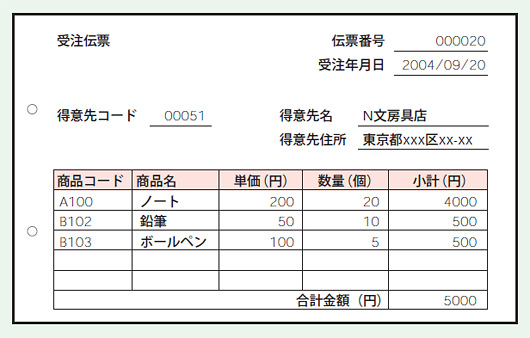 受注伝票 伝票番号 000020
受注年月日 2004/09/20
得意先コード 00051 得意先名 N文房具店
得意先住所 東京都xxx区xx-xx
商品コード 商品名 単価(円) 数量(個) 小計(円)
A100 ノート 200 20 4000
B102 鉛筆 50 10 500
B103 ボールペン 100 5 500
合計金額(円) 5000